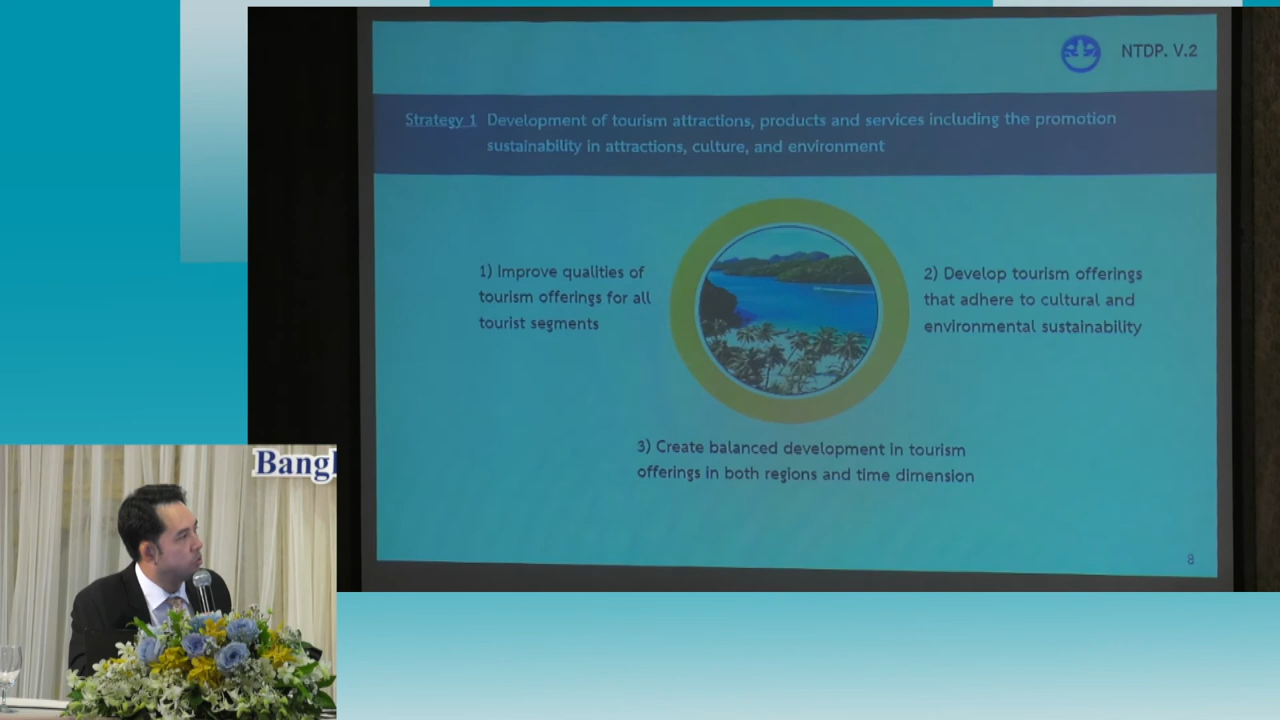 NTDP. V.2
Strategy 1 Development of tourism attractions, products and services including the promotion
sustainability in attractions, culture, and environment
1) Improve qualities of
tourism offerings for all
tourist segments
2) Develop tourism offerings
that adhere to cultural and
environmental sustainability
3) Create balanced development in tourism
offerings in both regions and time dimension
8
Bang